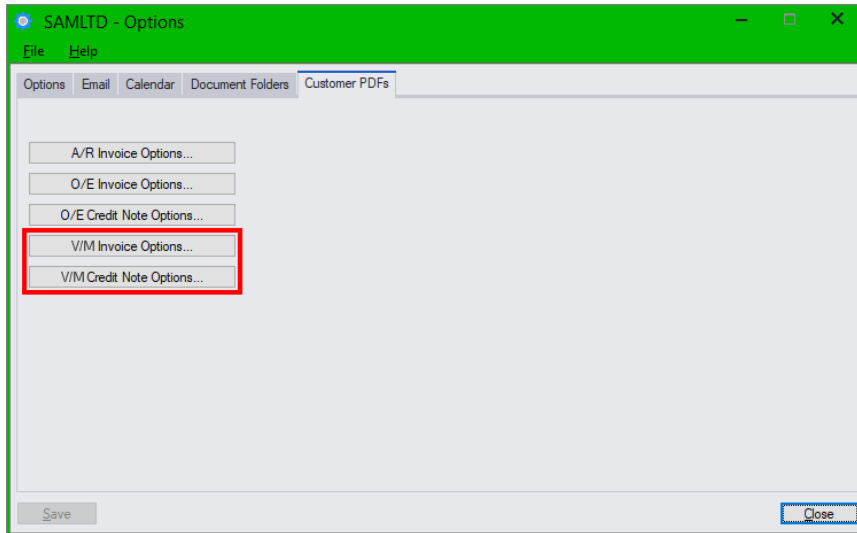 SAMLTD - Options
File Help
Options Email Calendar Document Folders Customer PDFs
A/R Invoice Options...
O/E Invoice Options...
O/E Credit Note Options...
V/M Invoice Options...
V/M Credit Note Options...
Save Close